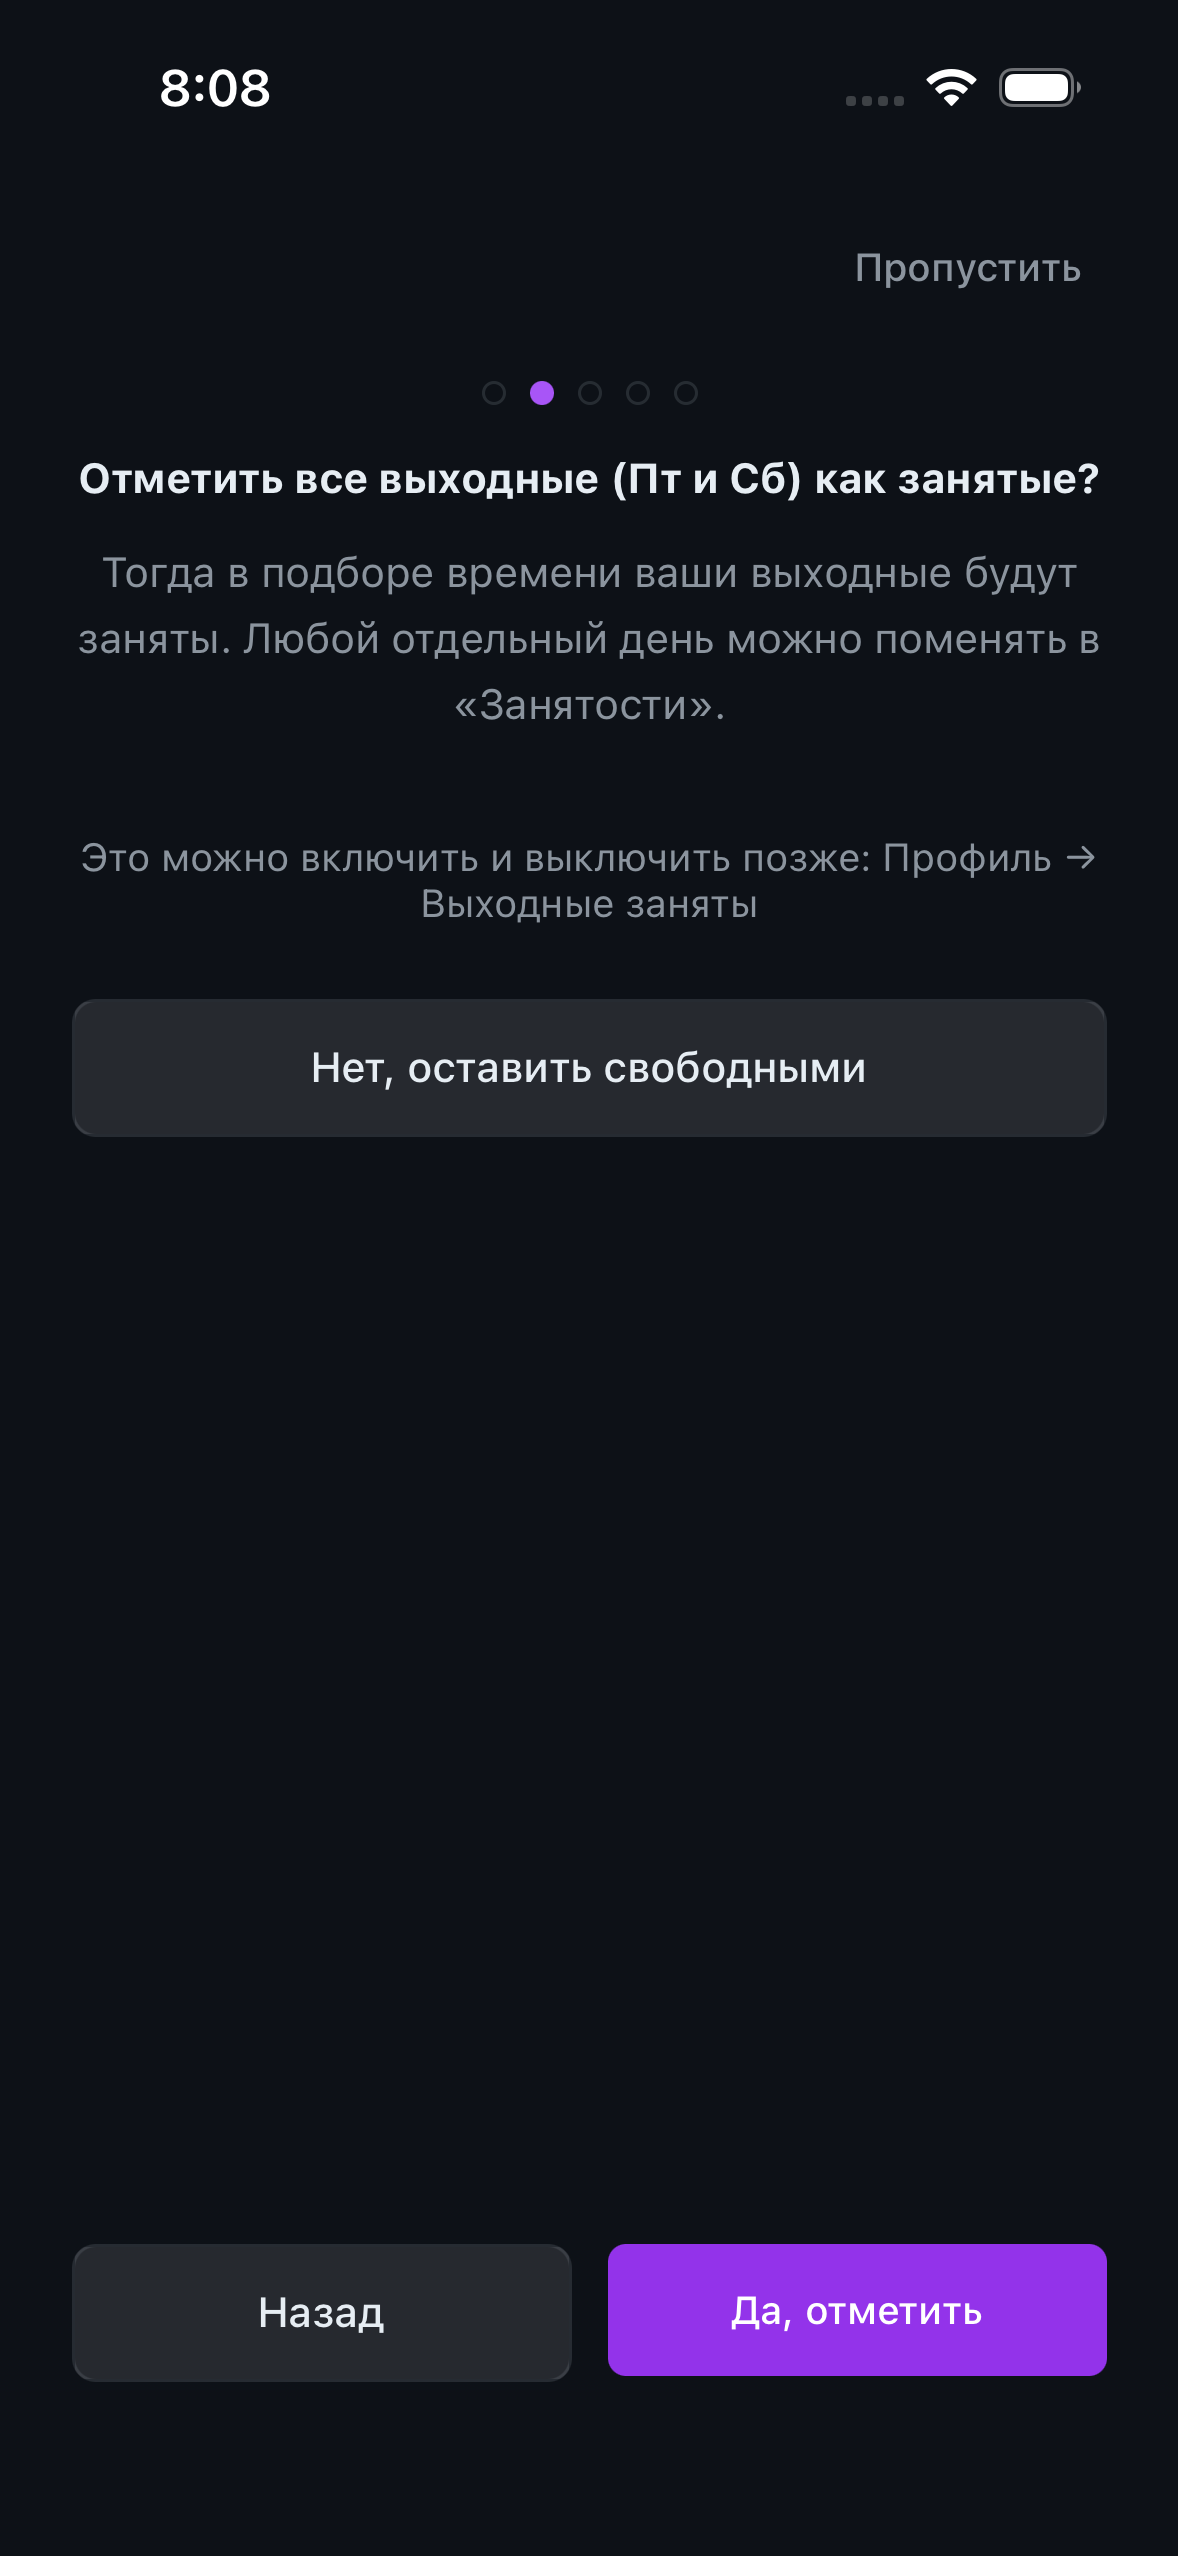 8:08
Пропустить
Отметить все выходные (Пт и Сб) как занятые?
Тогда в подборе времени ваши выходные будут
заняты. Любой отдельный день можно поменять в
«Занятости».
Это можно включить и выключить позже: Профиль →
Выходные заняты
Нет, оставить свободными
Назад
Да, отметить